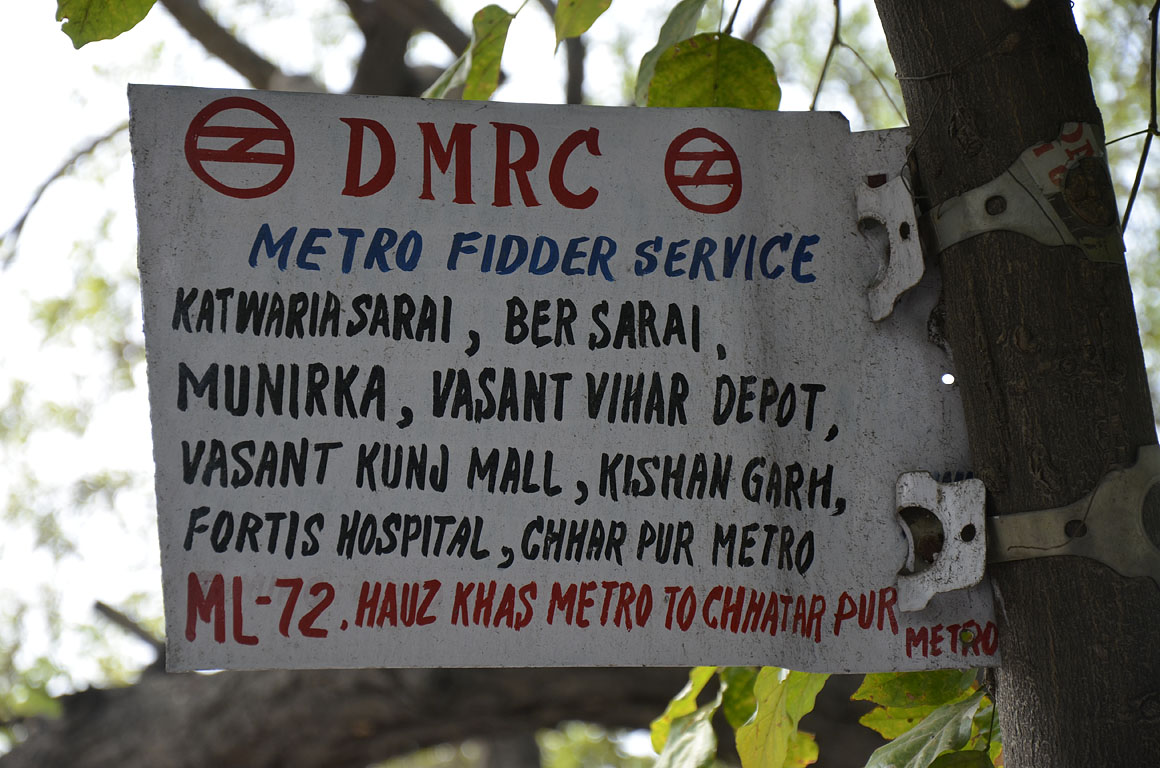 DMRC
METRO FIDDER SERVICE
KATWARIA SARAI, BER SARAI,
MUNIRKA, VASANT VIHAR DEPOT,
VASANT KUNJ MALL, KISHAN GARH,
FORTIS HOSPITAL, CHHAR PUR METRO
ML-72. HAUZ KHAS METRO TO CHHATAR PUR
METRO